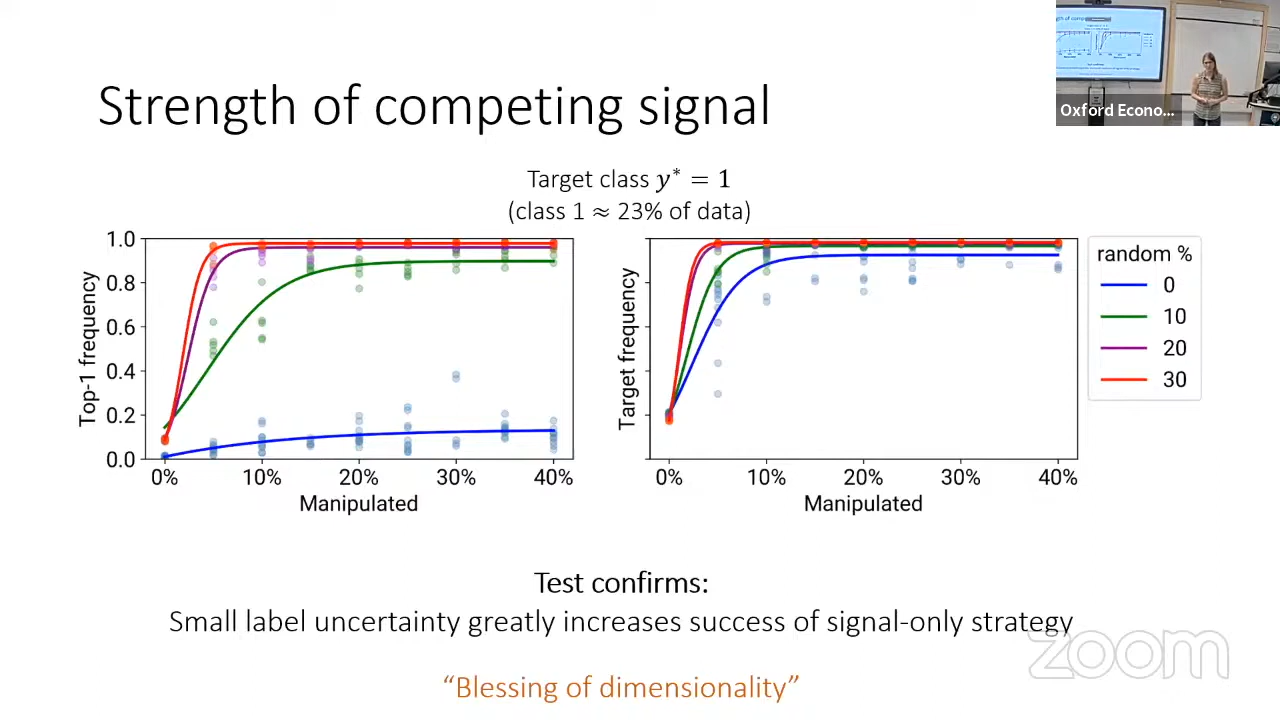 Strength of competing signal
Oxford Econo...
Target class y* = 1
(class 1 ≈ 23% of data)
Top-1 frequency
1.0
0.8
0.6
0.4
0.2
0.0
0% 10% 20% 30% 40%
Manipulated
Target frequency
0% 10% 20% 30% 40%
Manipulated
random %
0
10
20
30
Test confirms:
Small label uncertainty greatly increases success of signal-only strategy
“Blessing of dimensionality”
zoom